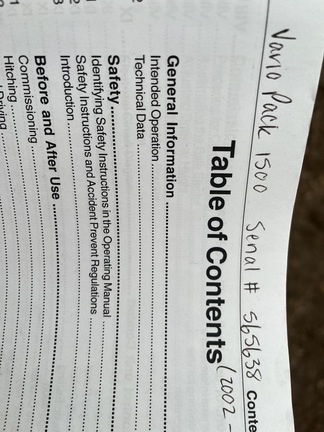 Vario Pack 1500 Serial # 565638 Conte
Table of Contents (2002 -
General Information
Intended Operation
Technical Data
Safety
Identifying Safety Instructions in the Operating Manual
Safety Instructions and Accident Prevent Regulations
Introduction
Before and After Use
Commissioning
Hitching
Driving